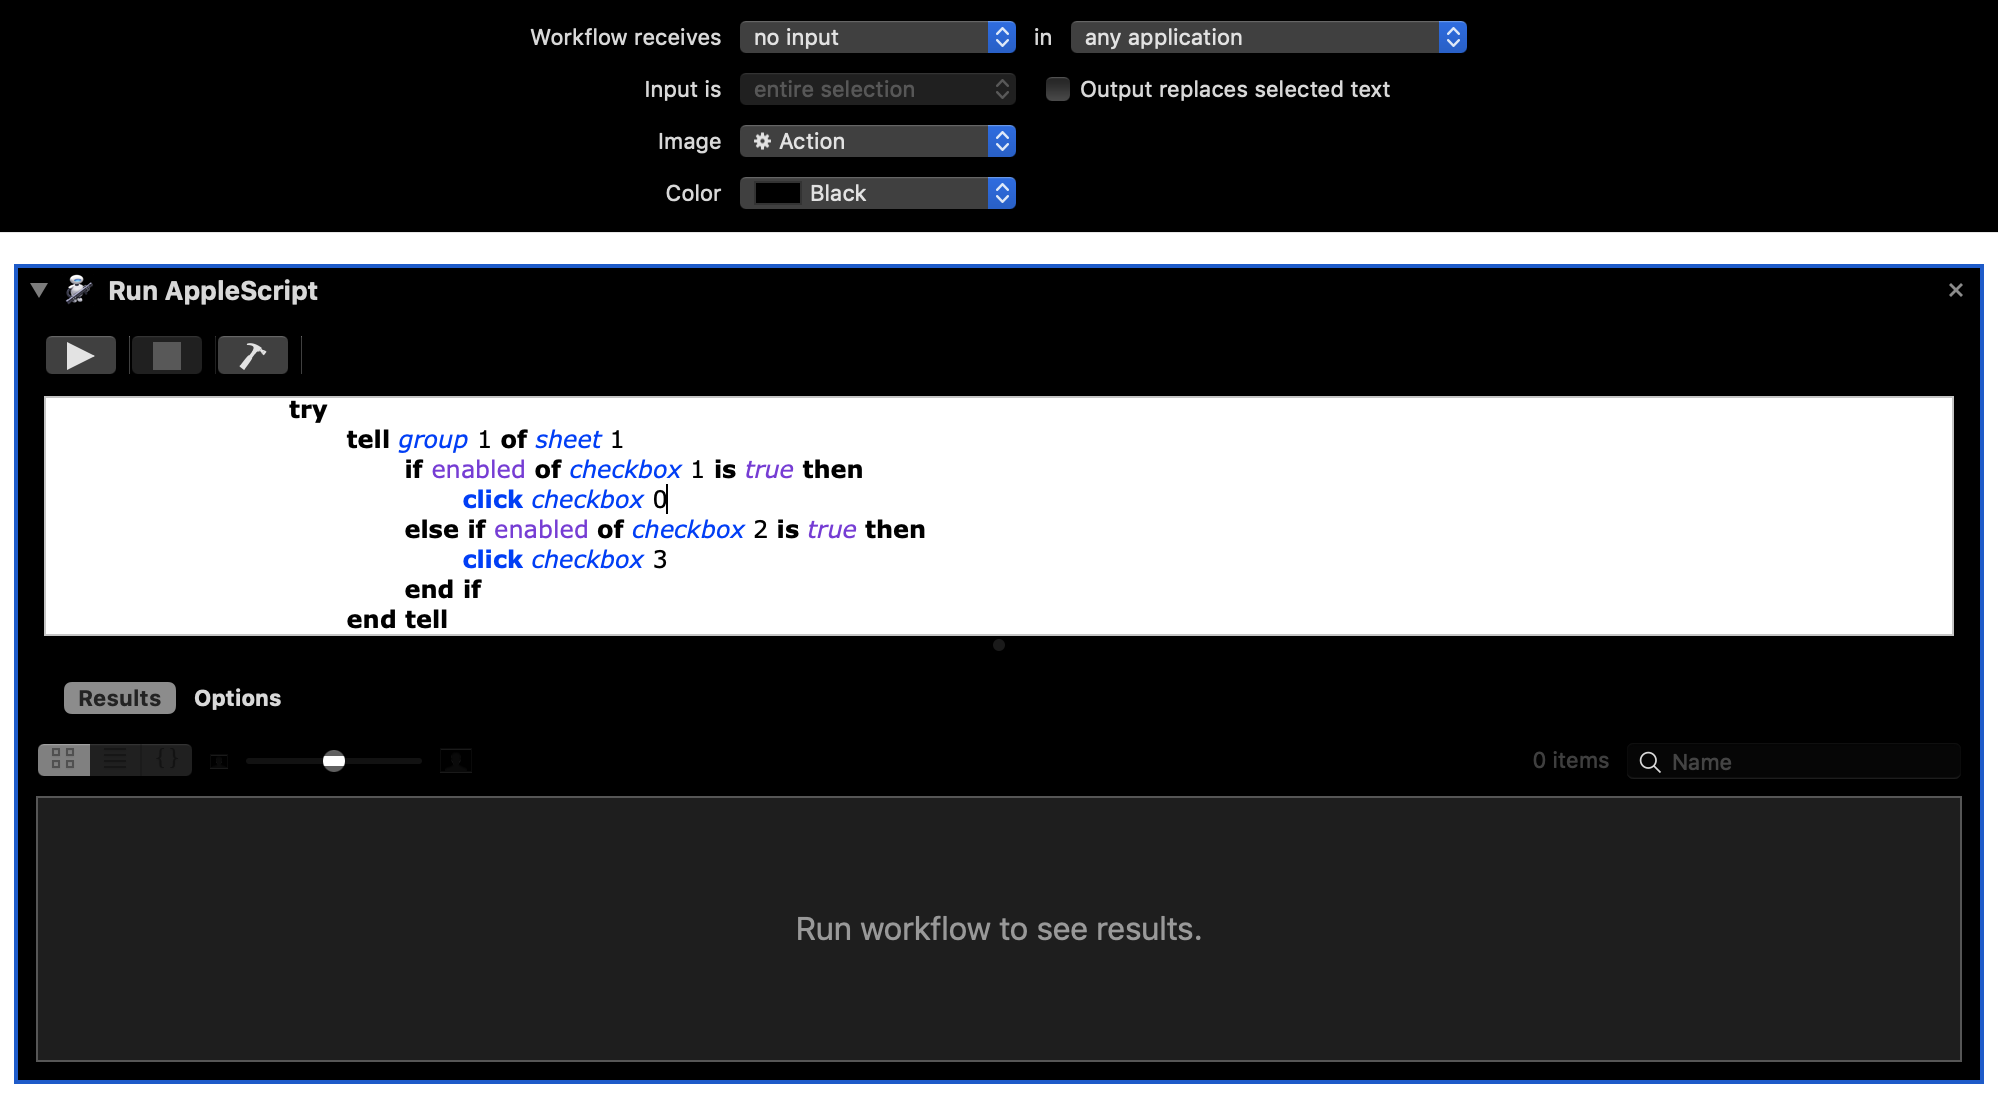 Workflow receives no input in any application
Input is entire selection Output replaces selected text
Image Action
Color Black
Run AppleScript
try
tell group 1 of sheet 1
if enabled of checkbox 1 is true then
click checkbox 0
else if enabled of checkbox 2 is true then
click checkbox 3
end if
end tell
Results Options
0 items Name
Run workflow to see results.